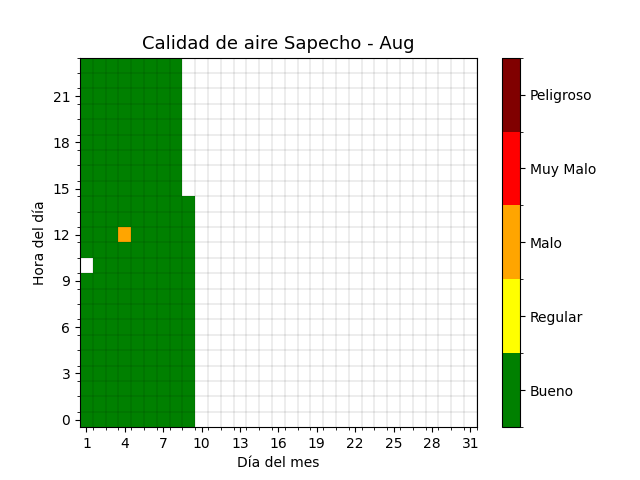 Calidad de aire Sapecho - Aug
Hora del día
21
18
15
12
9
6
3
0
1 4 7 10 13 16 19 22 25 28 31
Día del mes
Peligroso
Muy Malo
Malo
Regular
Bueno